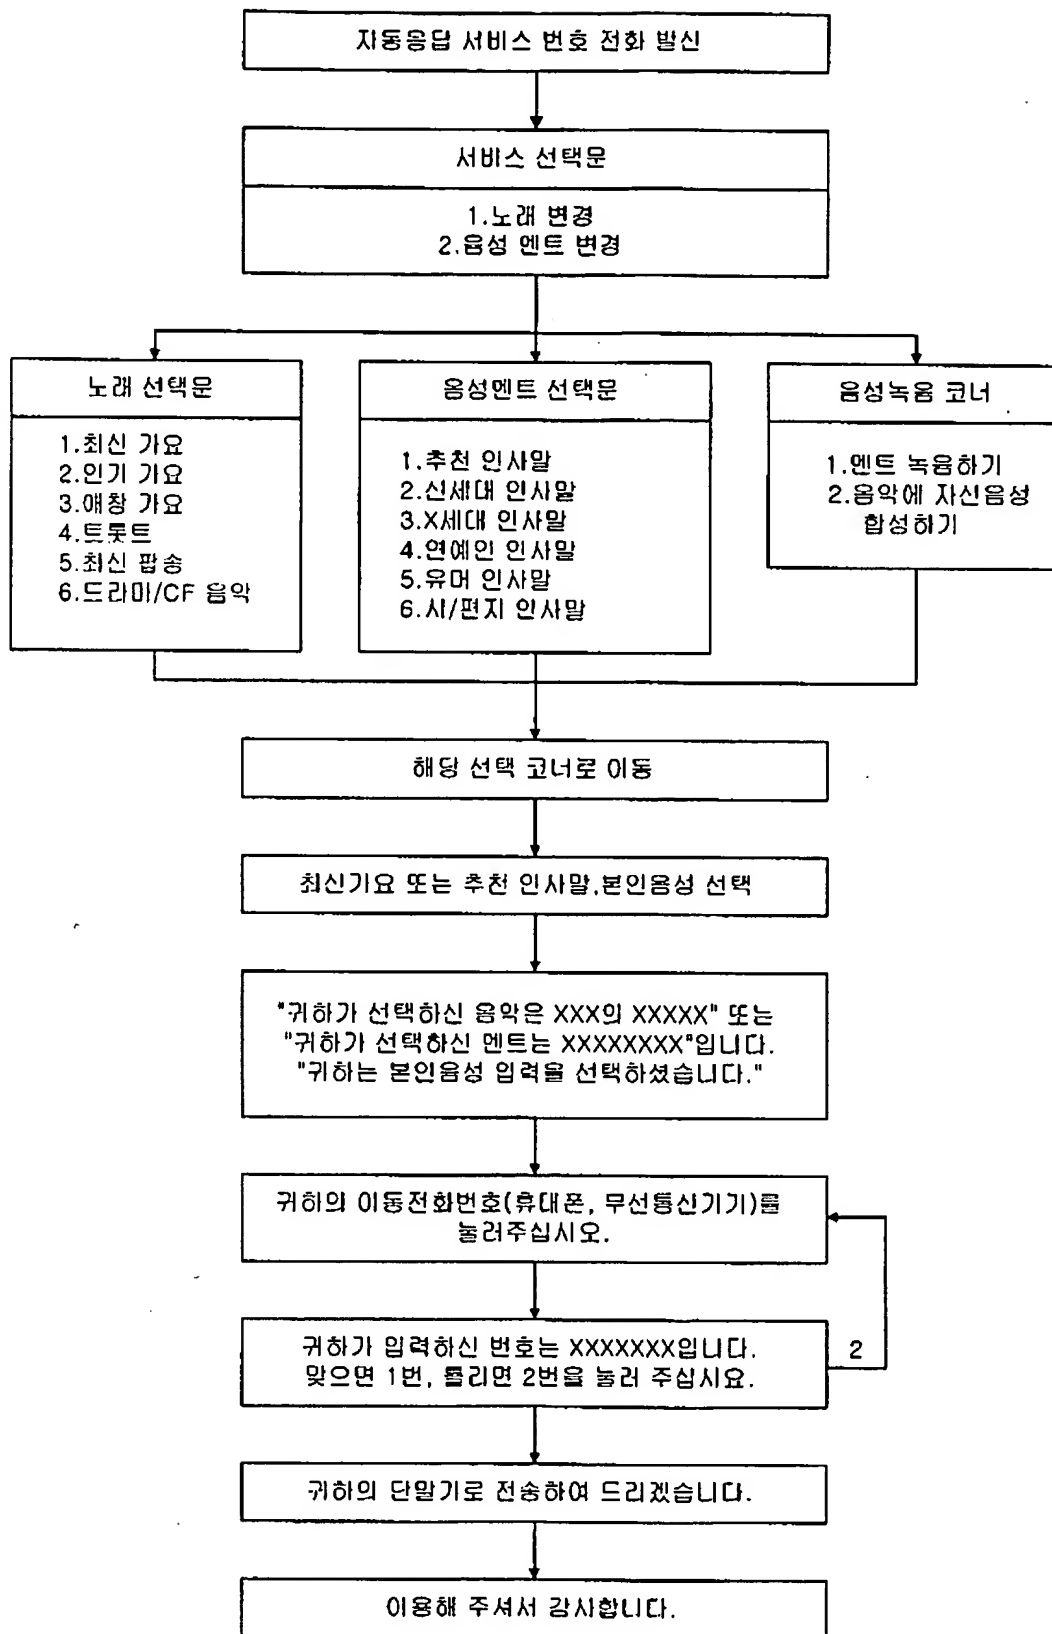 자동응답 서비스 번호 전화 발신
서비스 선택문
1.노래 변경
2.음성 멘트 변경
노래 선택문
1.최신 가요
2.인기 가요
3.애창 가요
4.트롯트
5.최신 팝송
6.드라마/CF 음악
음성멘트 선택문
1.추천 인사말
2.신세대 인사말
3.X세대 인사말
4.연예인 인사말
5.유머 인사말
6.시/편지 인사말
음성녹음 코너
1.멘트 녹음하기
2.음악에 자신음성
합성하기
해당 선택 코너로 이동
최신가요 또는 추천 인사말,본인음성 선택
"귀하가 선택하신 음악은 XXX의 XXXXX" 또는
"귀하가 선택하신 멘트는 XXXXXXXX"입니다.
"귀하는 본인음성 입력을 선택하셨습니다."
귀하의 이동전화번호(휴대폰, 무선통신기기)를
눌러주십시오.
귀하가 입력하신 번호는 XXXXXXX입니다.
맞으면 1번, 틀리면 2번을 눌러 주십시요.
2
귀하의 단말기로 전송하여 드리겠습니다.
이용해 주셔서 감사합니다.